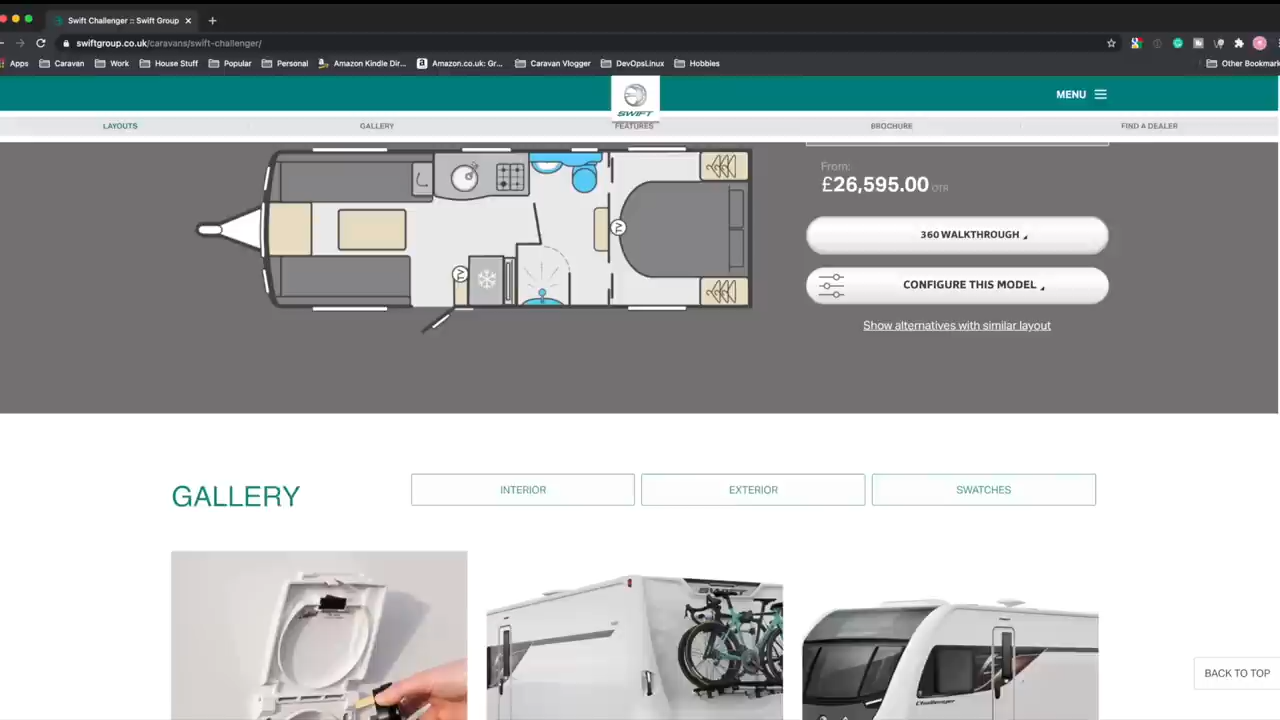 Swift Challenger :: Swift Group
swiftgroup.co.uk/caravans/swift-challenger/
Apps Caravan Work House Stuff Popular Personal Amazon Kindle Dir... Amazon.co.uk: Gr... Caravan Vlogger DevOpsLinux Hobbies Other Bookmark
SWIFT
MENU
LAYOUTS GALLERY FEATURES BROCHURE FIND A DEALER
From:
£26,595.00 OTR
TV
TV
360 WALKTHROUGH
CONFIGURE THIS MODEL
Show alternatives with similar layout
GALLERY
INTERIOR EXTERIOR SWATCHES
BACK TO TOP
Challenger